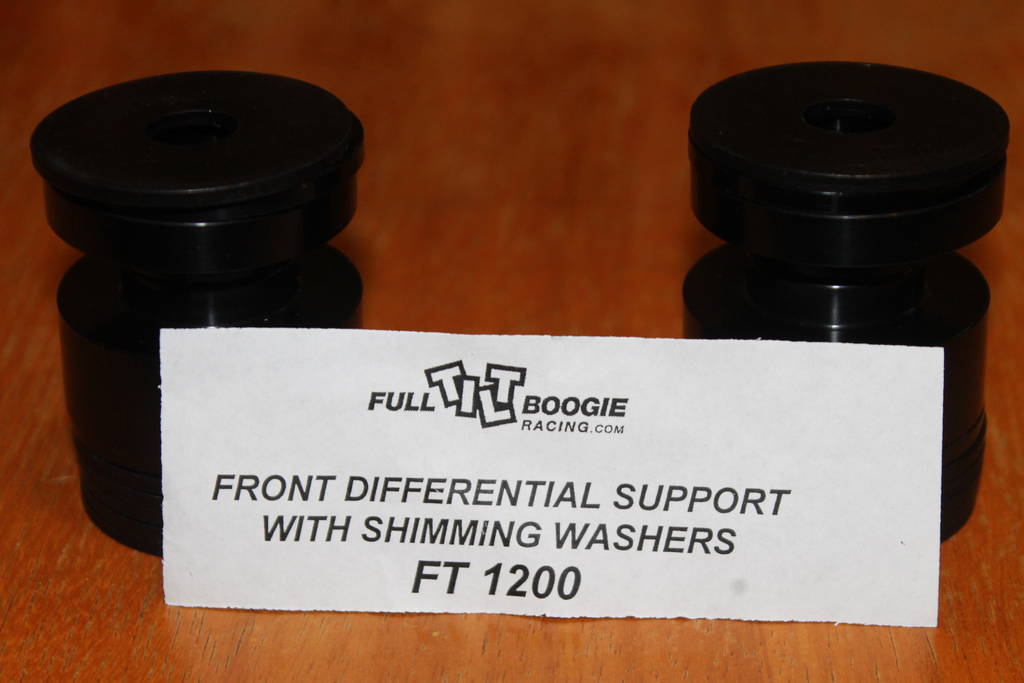 FULL TILT BOOGIE
RACING.COM
FRONT DIFFERENTIAL SUPPORT
WITH SHIMMING WASHERS
FT 1200